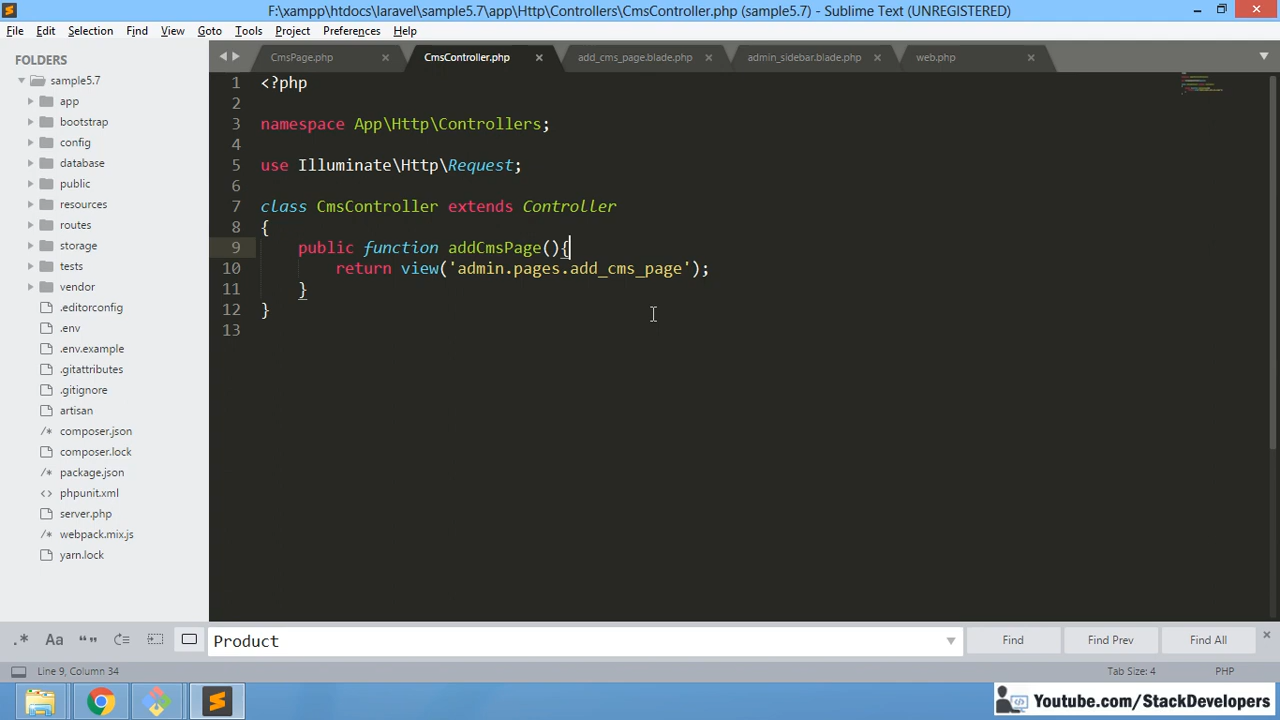 F:\xampp\htdocs\laravel\sample5.7\app\Http\Controllers\CmsController.php (sample5.7) - Sublime Text (UNREGISTERED)
File Edit Selection Find View Goto Tools Project Preferences Help
FOLDERS
sample5.7
app
bootstrap
config
database
public
resources
routes
storage
tests
vendor
.editorconfig
.env
.env.example
.gitattributes
.gitignore
artisan
composer.json
composer.lock
package.json
phpunit.xml
server.php
webpack.mix.js
yarn.lock
CmsPage.php CmsController.php add_cms_page.blade.php admin_sidebar.blade.php web.php
1 <?php
2
3 namespace App\Http\Controllers;
4
5 use Illuminate\Http\Request;
6
7 class CmsController extends Controller
8 {
9 public function addCmsPage(){
10 return view('admin.pages.add_cms_page');
11 }
12 }
13
.* Aa “” Product Find Find Prev Find All
Line 9, Column 34 Tab Size: 4 PHP
Youtube.com/StackDevelopers